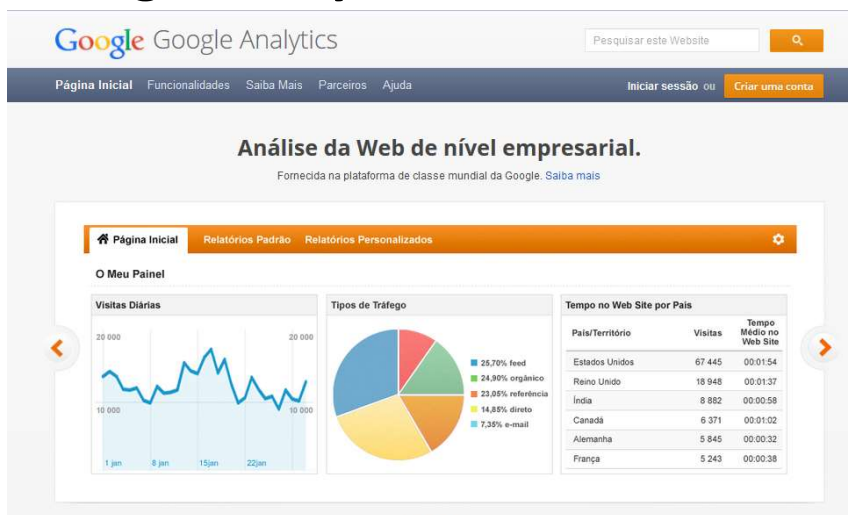 Google Google Analytics
Pesquisar este Website
Página Inicial Funcionalidades Saiba Mais Parceiros Ajuda
Iniciar sessão ou Criar uma conta
Análise da Web de nível empresarial.
Fornecida na plataforma de classe mundial da Google. Saiba mais
Página Inicial Relatórios Padrão Relatórios Personalizados
O Meu Painel
Visitas Diárias
20 000 20 000
10 000 10 000
1 jan 8 jan 15jan 22jan
Tipos de Tráfego
25,70% feed
24,90% orgânico
23,05% referência
14,85% direto
7,35% e-mail
Tempo no Web Site por País
País/Território Visitas Tempo Médio no Web Site
Estados Unidos 67 445 00:01:54
Reino Unido 18 948 00:01:37
Índia 8 882 00:00:58
Canadá 6 371 00:01:02
Alemanha 5 845 00:00:32
França 5 243 00:00:38